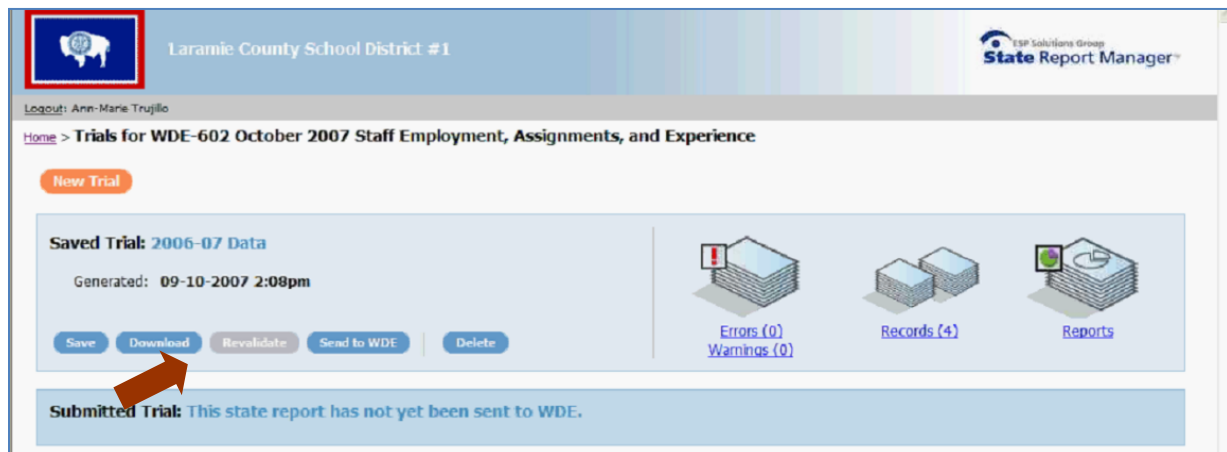 Laramie County School District #1
ESP Solutions Group
State Report Manager
Logout: Ann-Marie Trujillo
Home > Trials for WDE-602 October 2007 Staff Employment, Assignments, and Experience
New Trial
Saved Trial: 2006-07 Data
Generated: 09-10-2007 2:08pm
Save Download Revalidate Send to WDE Delete
Errors (0)
Warnings (0)
Records (4)
Reports
Submitted Trial: This state report has not yet been sent to WDE.